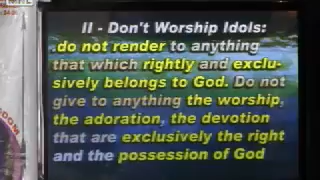 II - Don't Worship Idols:
do not render to anything
that which rightly and exclu-
sively belongs to God. Do not
give to anything the worship,
the adoration, the devotion
that are exclusively the right
and the possession of God